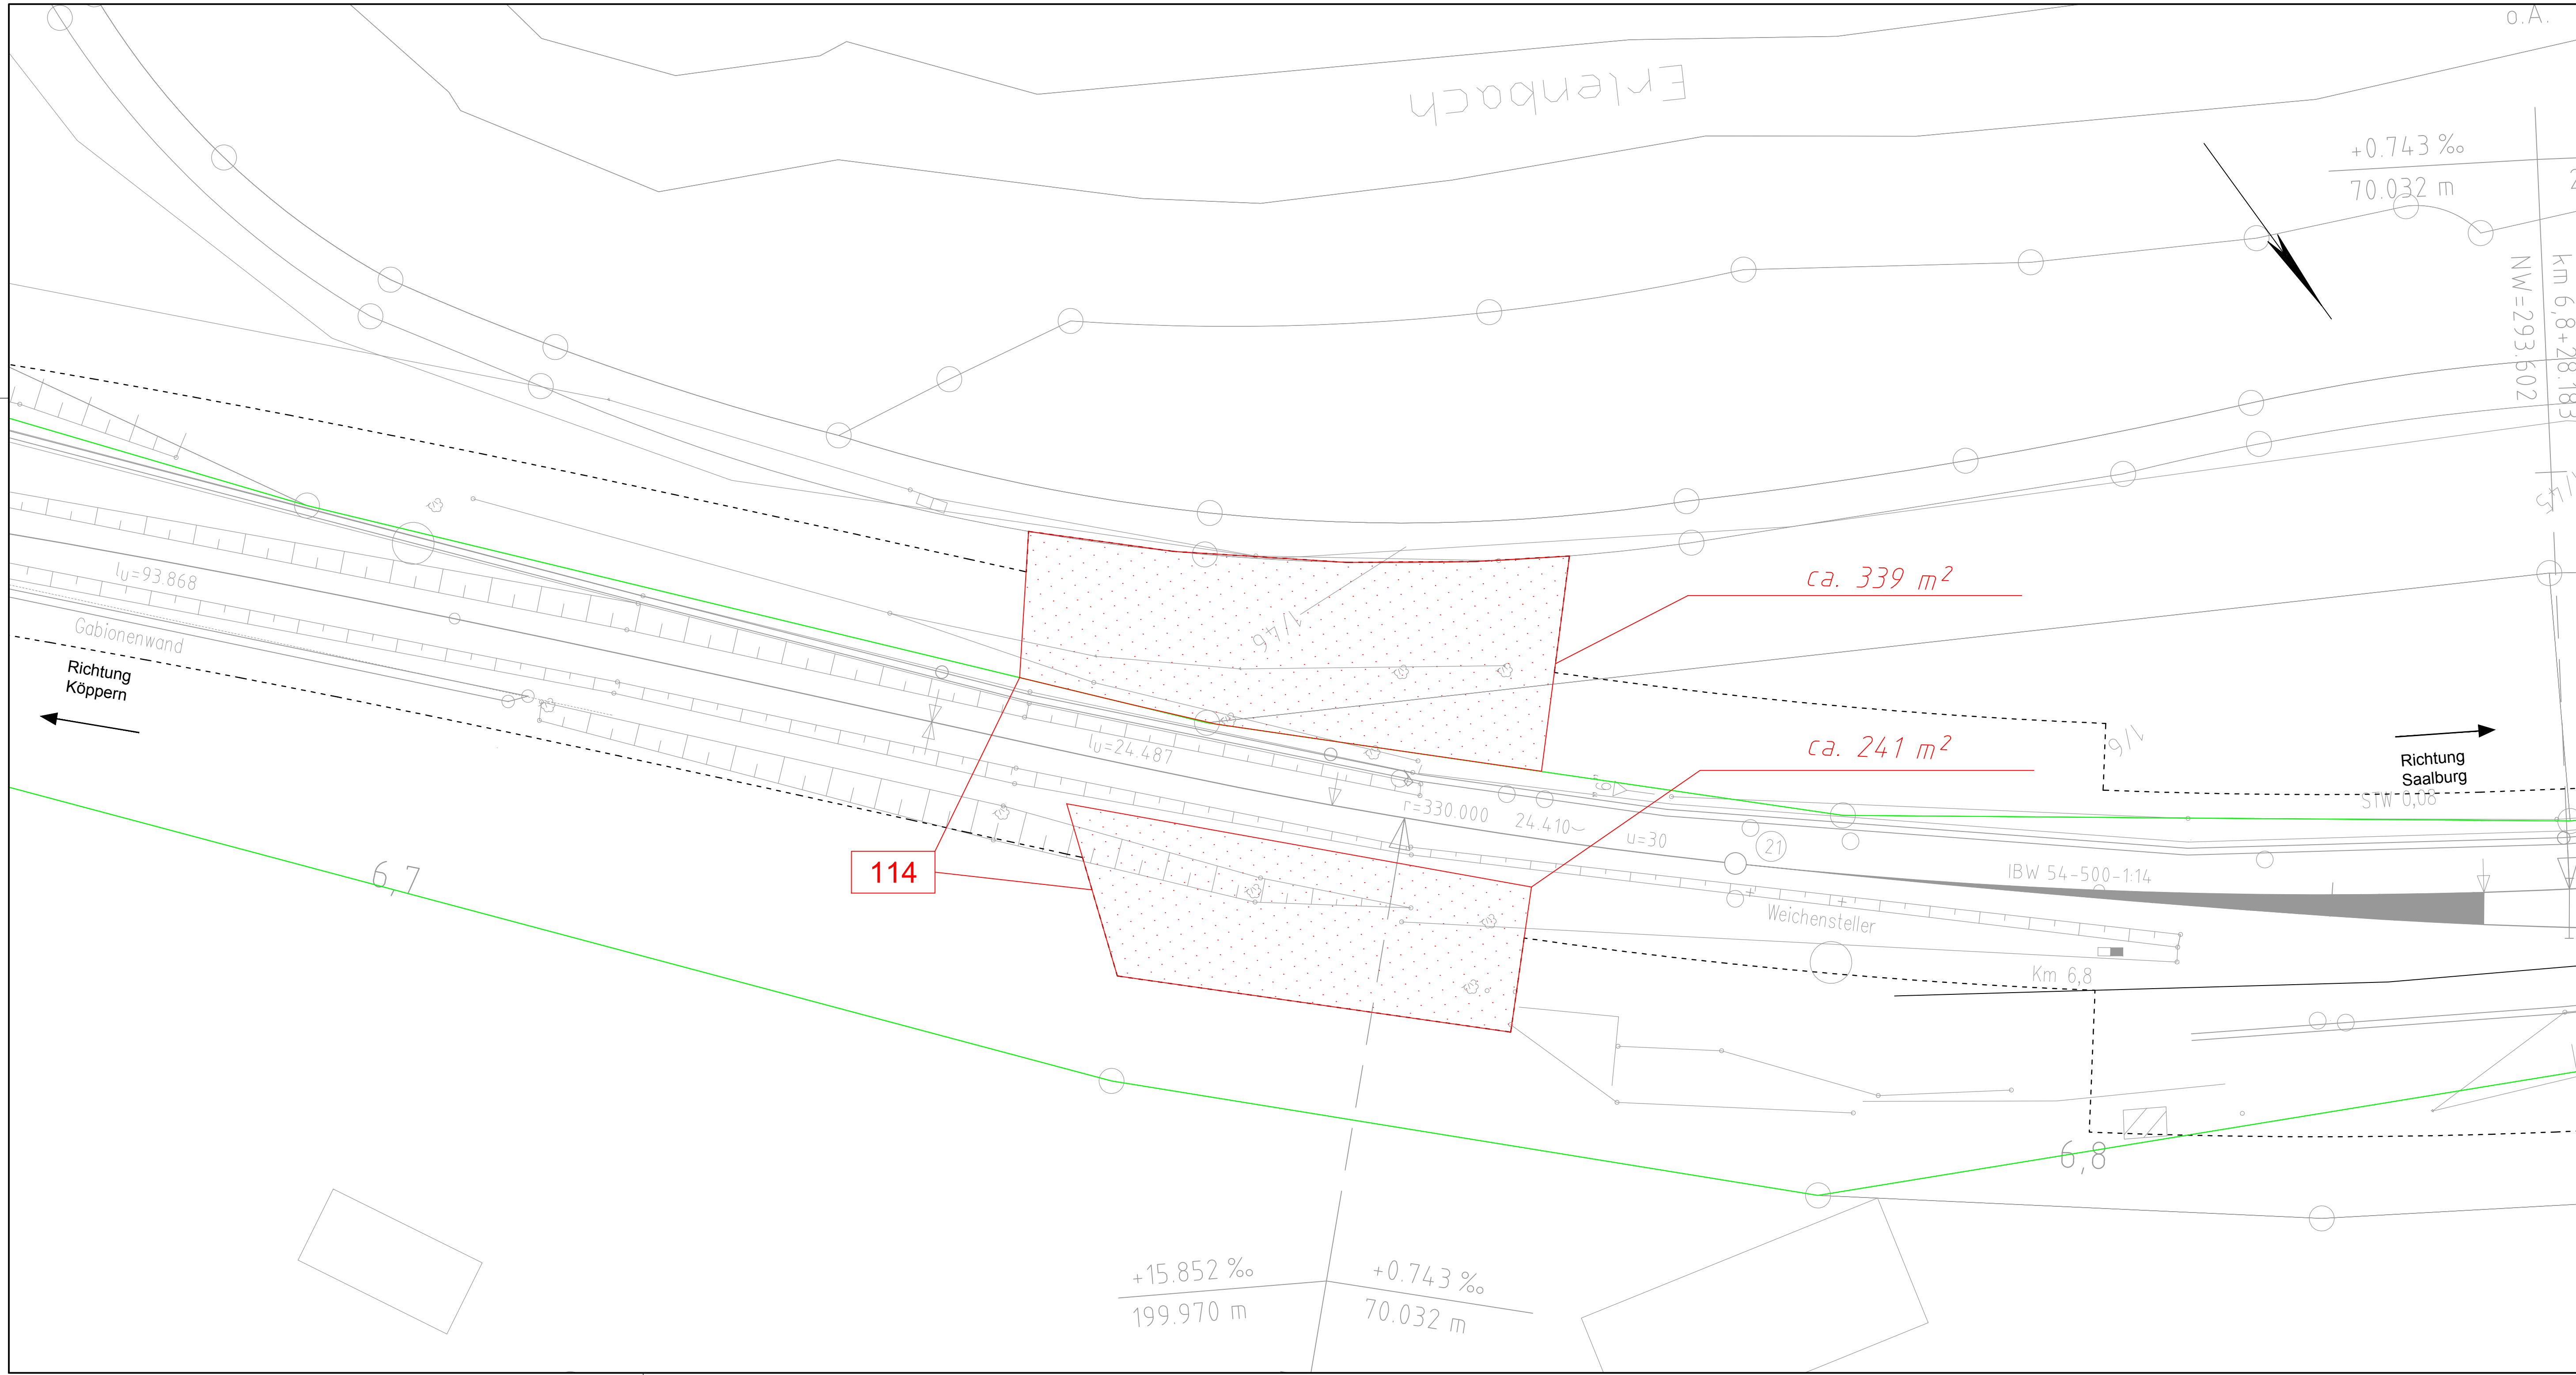 o.A.
Erlenbach
+0.743 ‰
70.032 m
km 6,8+28.183
NW=293.602
lu=93.868
Gabionenwand
Richtung
Köppern
ca. 339 m²
1/46
ca. 241 m²
1/6
Richtung
Saalburg
STW 0,08
lu=24.487
r=330.000
24.410
u=30
21
114
6,7
IBW 54-500-1:14
Weichensteller
Km 6,8
6,8
+15.852 ‰
199.970 m
+0.743 ‰
70.032 m